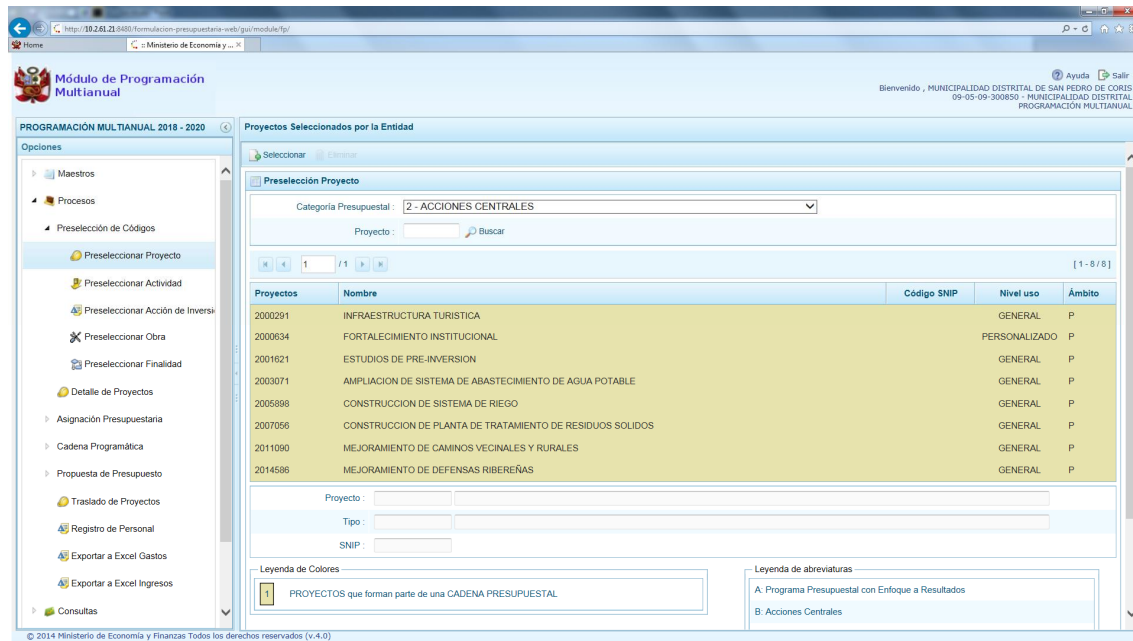 http://10.2.61.21:8480/formulacion-presupuestaria-web/gui/module/fp/
Home
:: Ministerio de Economía y ... ×
Módulo de Programación
Multianual
Ayuda Salir
Bienvenido , MUNICIPALIDAD DISTRITAL DE SAN PEDRO DE CORIS
09-05-09-300850 - MUNICIPALIDAD DISTRITAL
PROGRAMACIÓN MULTIANUAL
PROGRAMACIÓN MULTIANUAL 2018 - 2020
Opciones
Maestros
Procesos
Preselección de Códigos
Preseleccionar Proyecto
Preseleccionar Actividad
Preseleccionar Acción de Inversi
Preseleccionar Obra
Preseleccionar Finalidad
Detalle de Proyectos
Asignación Presupuestaria
Cadena Programática
Propuesta de Presupuesto
Traslado de Proyectos
Registro de Personal
Exportar a Excel Gastos
Exportar a Excel Ingresos
Consultas
Proyectos Seleccionados por la Entidad
Seleccionar Eliminar
Preselección Proyecto
Categoría Presupuestal : 2 - ACCIONES CENTRALES
Proyecto : Buscar
1 / 1 [ 1 - 8 / 8 ]
Proyectos Nombre Código SNIP Nivel uso Ámbito
2000291 INFRAESTRUCTURA TURISTICA GENERAL P
2000634 FORTALECIMIENTO INSTITUCIONAL PERSONALIZADO P
2001621 ESTUDIOS DE PRE-INVERSION GENERAL P
2003071 AMPLIACION DE SISTEMA DE ABASTECIMIENTO DE AGUA POTABLE GENERAL P
2005898 CONSTRUCCION DE SISTEMA DE RIEGO GENERAL P
2007056 CONSTRUCCION DE PLANTA DE TRATAMIENTO DE RESIDUOS SOLIDOS GENERAL P
2011090 MEJORAMIENTO DE CAMINOS VECINALES Y RURALES GENERAL P
2014586 MEJORAMIENTO DE DEFENSAS RIBEREÑAS GENERAL P
Proyecto :
Tipo :
SNIP :
Leyenda de Colores
1 PROYECTOS que forman parte de una CADENA PRESUPUESTAL
Leyenda de abreviaturas
A: Programa Presupuestal con Enfoque a Resultados
B: Acciones Centrales
© 2014 Ministerio de Economía y Finanzas Todos los derechos reservados (v.4.0)